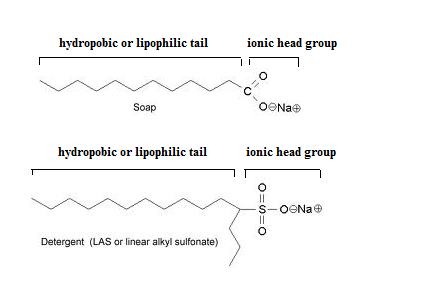 hydropobic or lipophilic tail ionic head group
O
C
O⊖Na⊕
Soap
hydropobic or lipophilic tail ionic head group
O
S–O⊖Na⊕
O
Detergent (LAS or linear alkyl sulfonate)